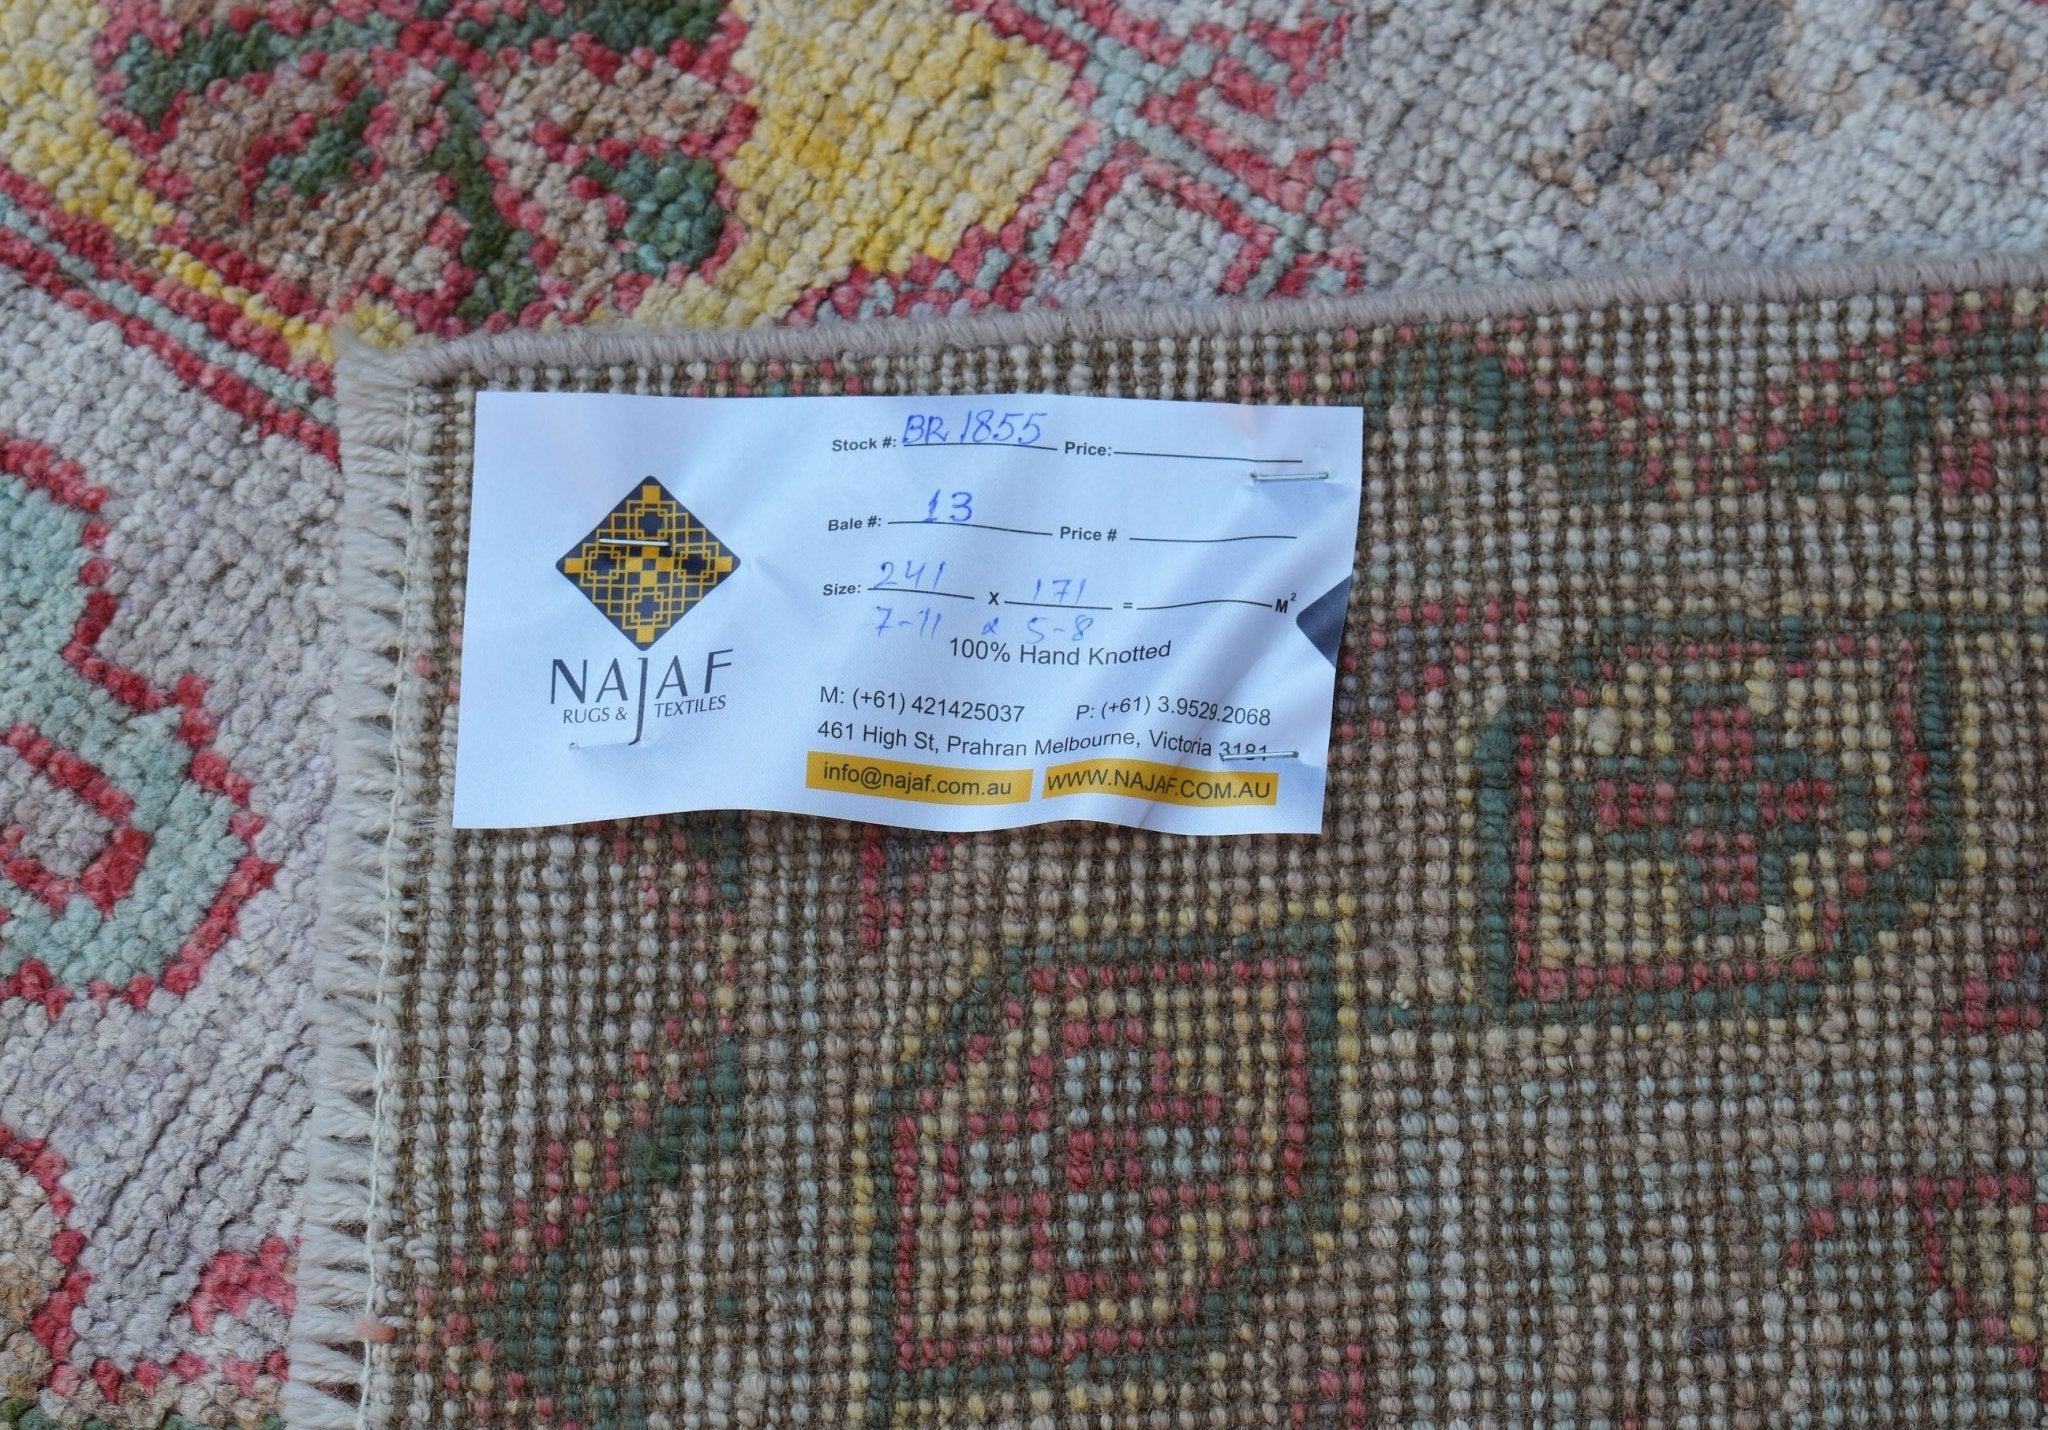 Stock #: BR 1855 Price:
Bale #: 13 Price #
Size: 241 X 171 = M²
7-11 x 5-8
100% Hand Knotted
NAJAF
RUGS & TEXTILES
M: (+61) 421425037 P: (+61) 3.9529.2068
461 High St, Prahran Melbourne, Victoria 3181
info@najaf.com.au WWW.NAJAF.COM.AU